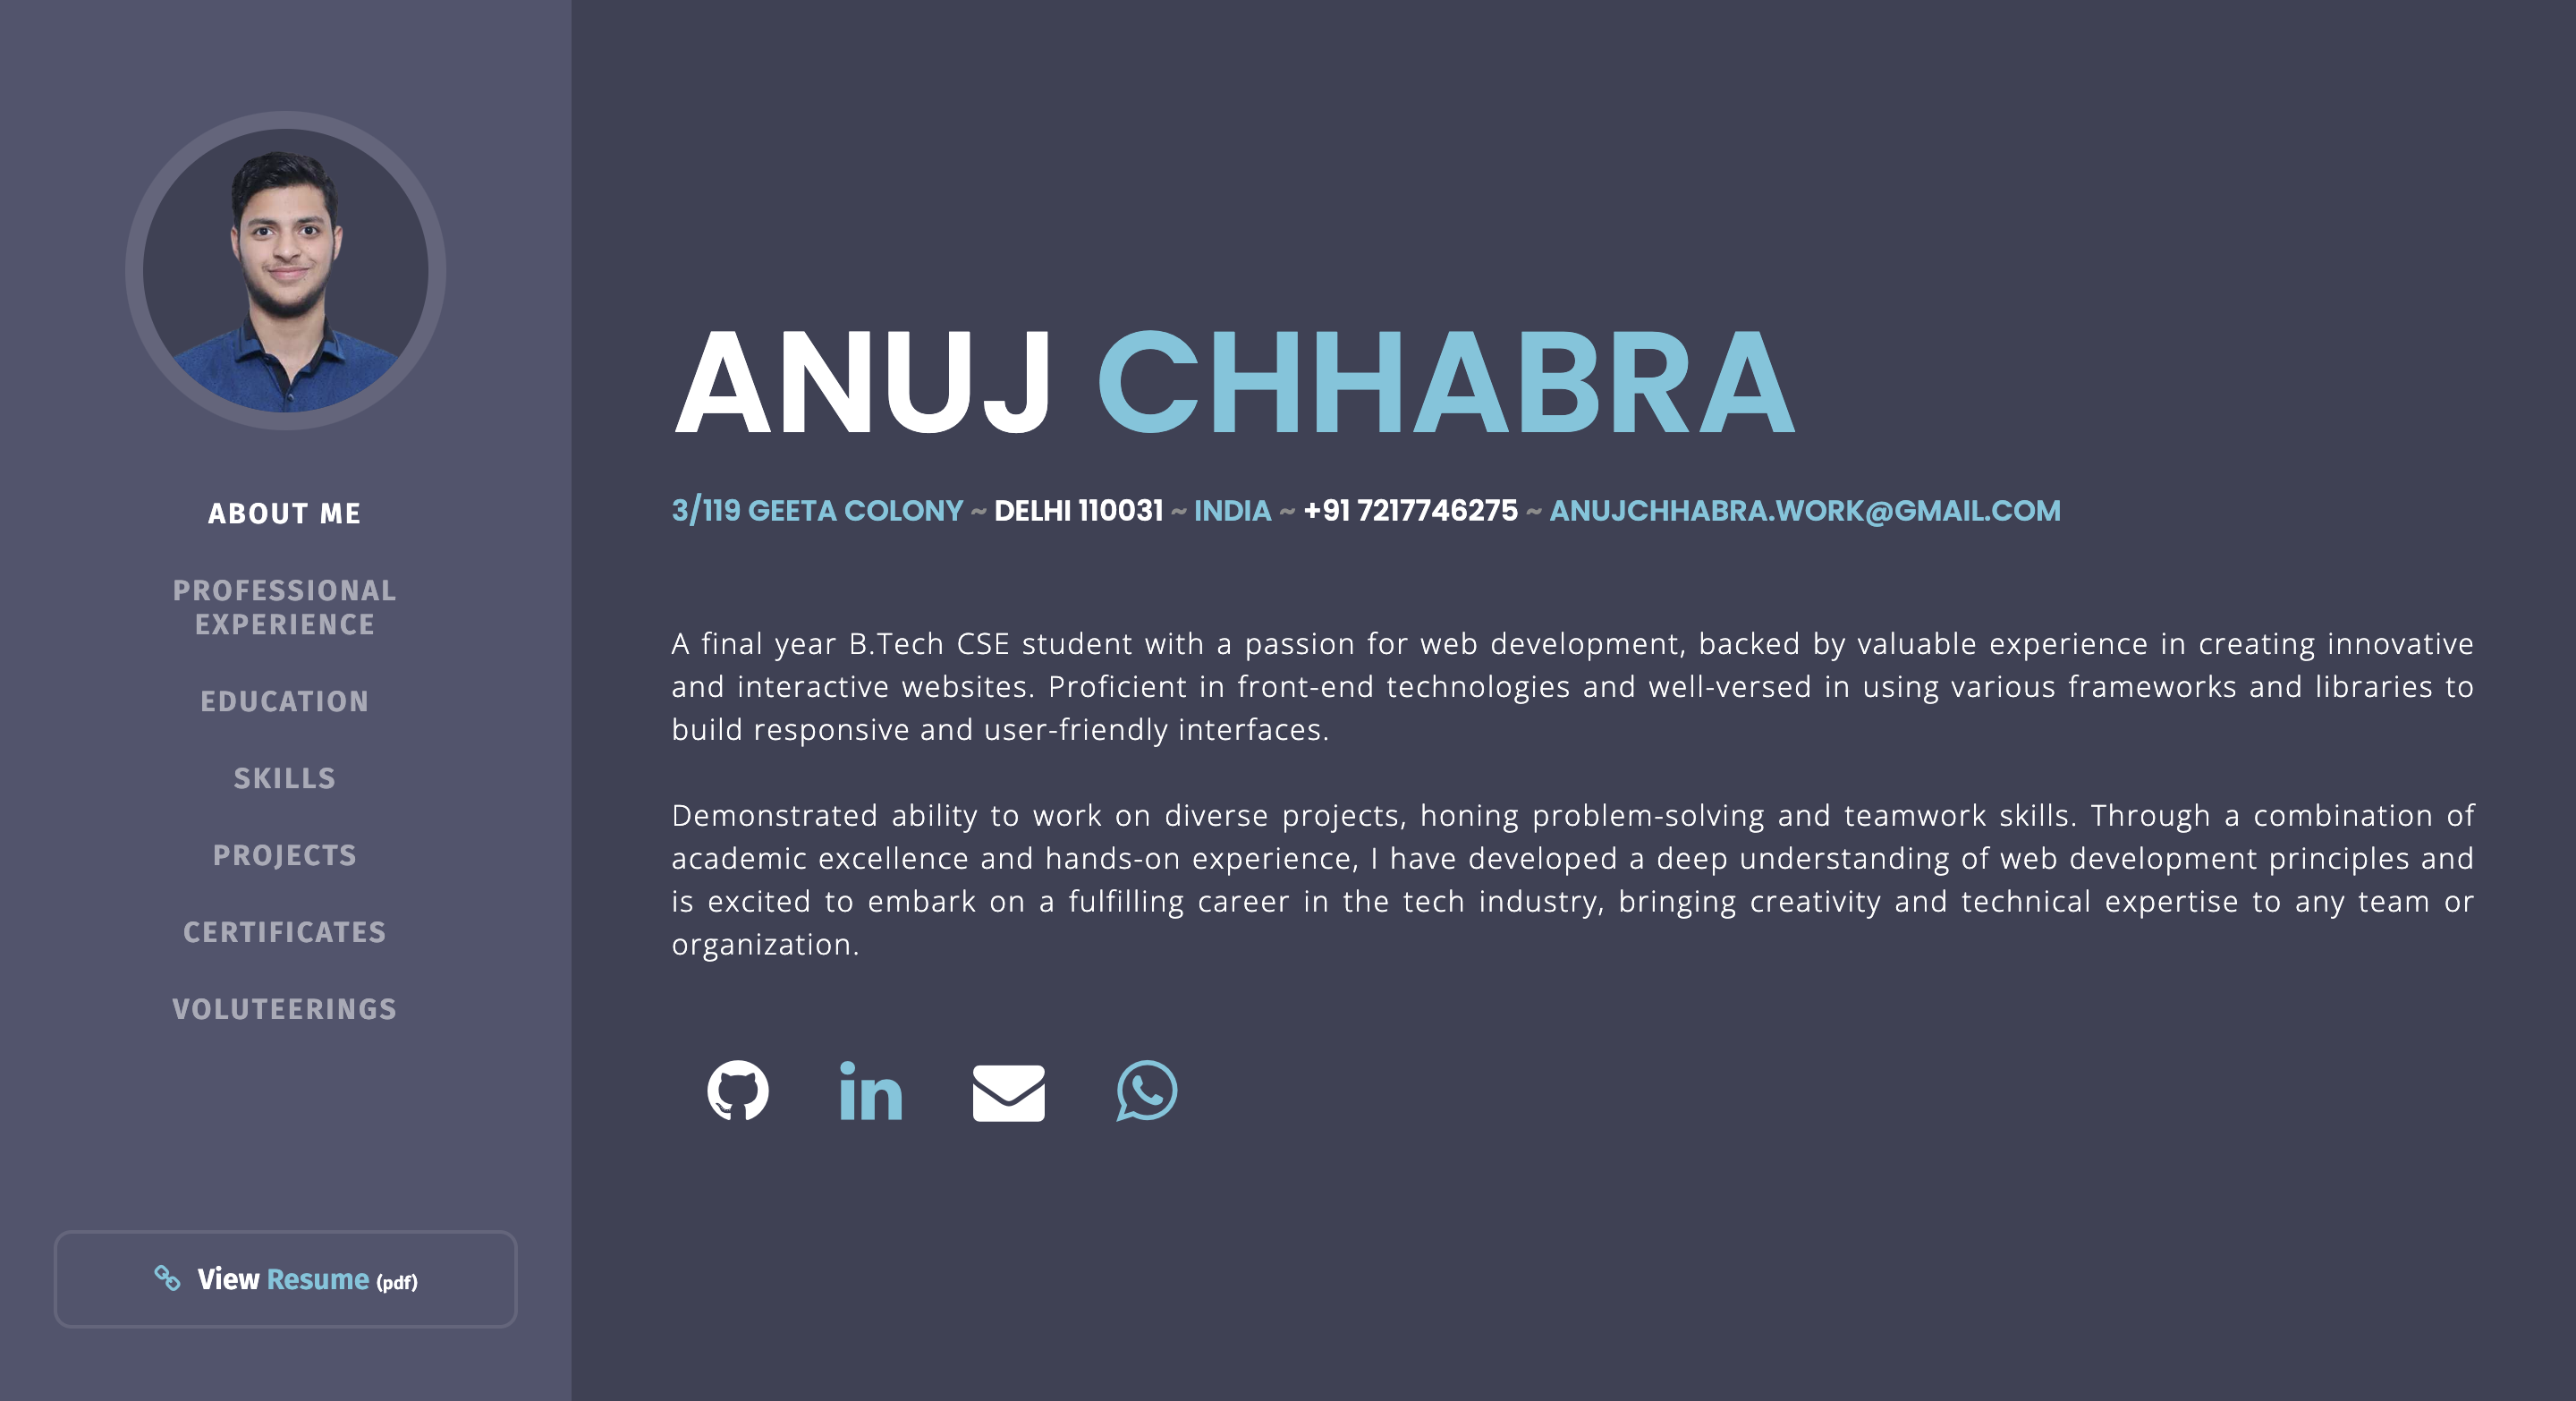 ABOUT ME
PROFESSIONAL
EXPERIENCE
EDUCATION
SKILLS
PROJECTS
CERTIFICATES
VOLUTEERINGS
View Resume (pdf)
ANUJ CHHABRA
3/119 GEETA COLONY ~ DELHI 110031 ~ INDIA ~ +91 7217746275 ~ ANUJCHHABRA.WORK@GMAIL.COM
A final year B.Tech CSE student with a passion for web development, backed by valuable experience in creating innovative
and interactive websites. Proficient in front-end technologies and well-versed in using various frameworks and libraries to
build responsive and user-friendly interfaces.
Demonstrated ability to work on diverse projects, honing problem-solving and teamwork skills. Through a combination of
academic excellence and hands-on experience, I have developed a deep understanding of web development principles and
is excited to embark on a fulfilling career in the tech industry, bringing creativity and technical expertise to any team or
organization.
in